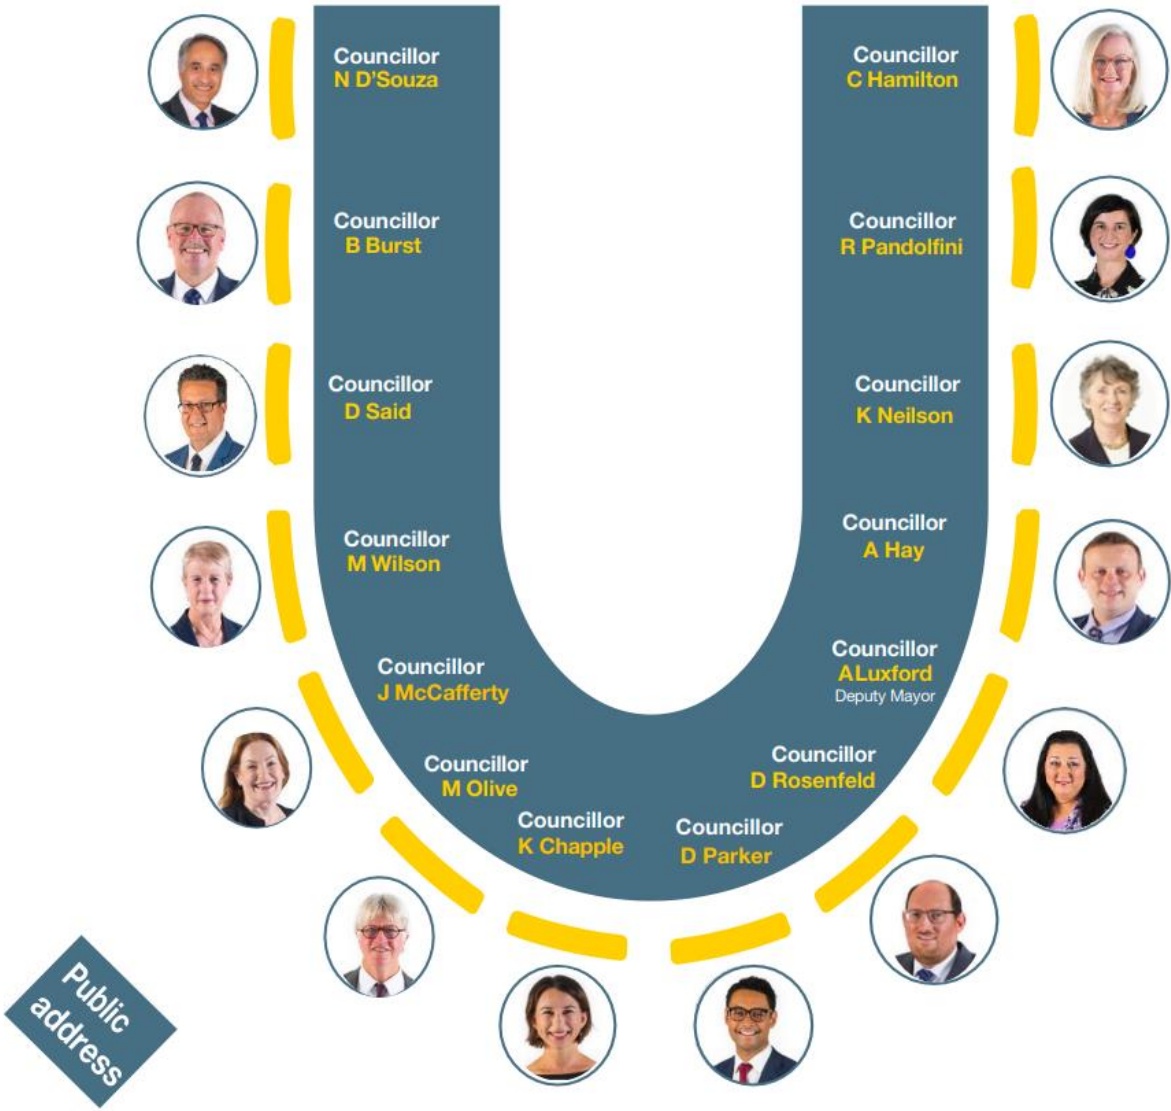 Councillor
N D'Souza
Councillor
B Burst
Councillor
D Said
Councillor
M Wilson
Councillor
J McCafferty
Councillor
M Olive
Councillor
K Chapple
Councillor
D Parker
Councillor
D Rosenfeld
Councillor
ALuxford
Deputy Mayor
Councillor
A Hay
Councillor
K Neilson
Councillor
R Pandolfini
Councillor
C Hamilton
Public
address